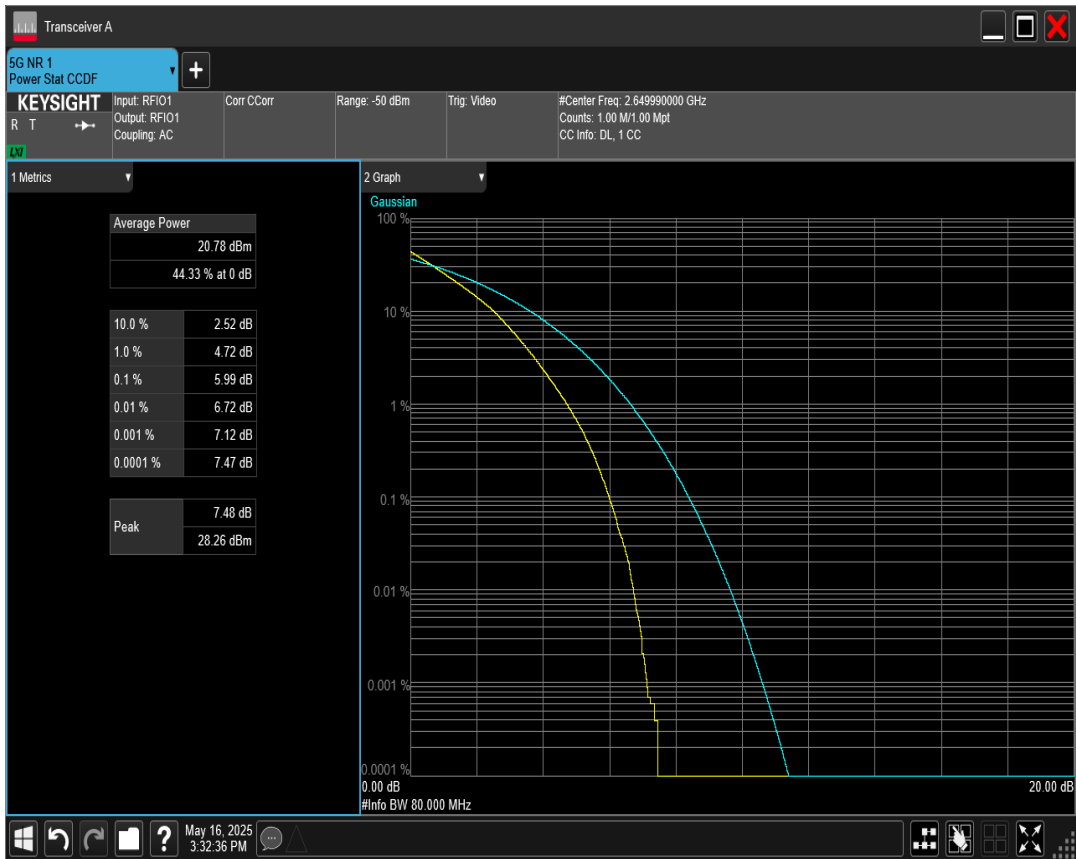 Transceiver A
5G NR 1
Power Stat CCDF
+
KEYSIGHT
R T
LXI
Input: RFIO1
Output: RFIO1
Coupling: AC
Corr CCorr
Range: -50 dBm
Trig: Video
#Center Freq: 2.649990000 GHz
Counts: 1.00 M/1.00 Mpt
CC Info: DL, 1 CC
1 Metrics
Average Power
20.78 dBm
44.33 % at 0 dB
10.0 % 2.52 dB
1.0 % 4.72 dB
0.1 % 5.99 dB
0.01 % 6.72 dB
0.001 % 7.12 dB
0.0001 % 7.47 dB
Peak
7.48 dB
28.26 dBm
2 Graph
Gaussian
100 %
10 %
1 %
0.1 %
0.01 %
0.001 %
0.0001 %
0.00 dB
20.00 dB
#Info BW 80.000 MHz
?
May 16, 2025
3:32:36 PM